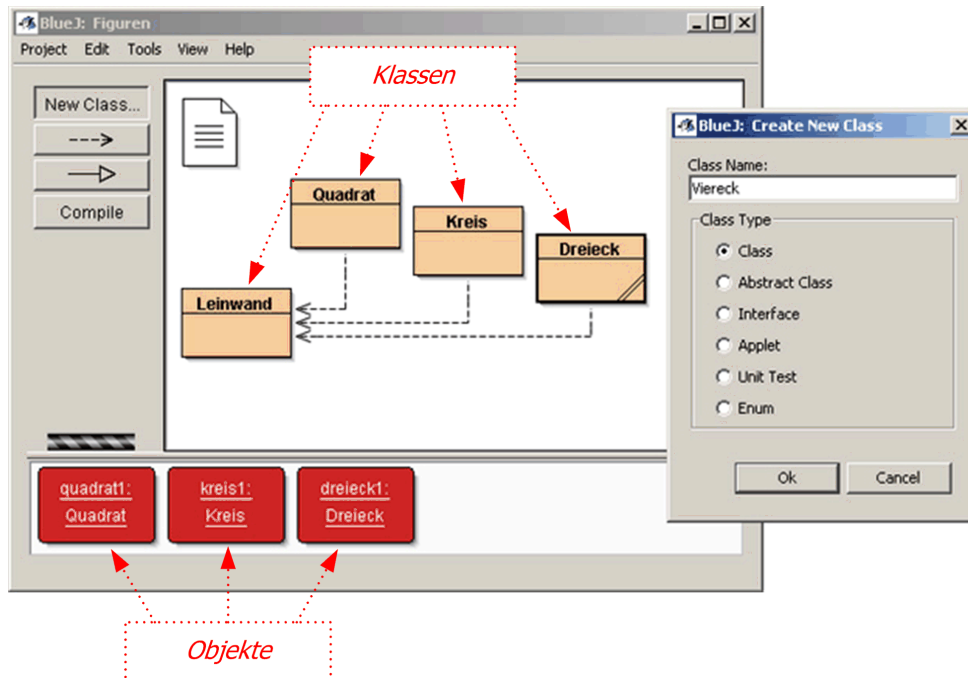 BlueJ: Figuren
Project Edit Tools View Help
Klassen
New Class...
Compile
Quadrat
Kreis
Dreieck
Leinwand
BlueJ: Create New Class
Class Name:
Viereck
Class Type
Class
Abstract Class
Interface
Applet
Unit Test
Enum
Ok Cancel
quadrat1:
Quadrat
kreis1:
Kreis
dreieck1:
Dreieck
Objekte